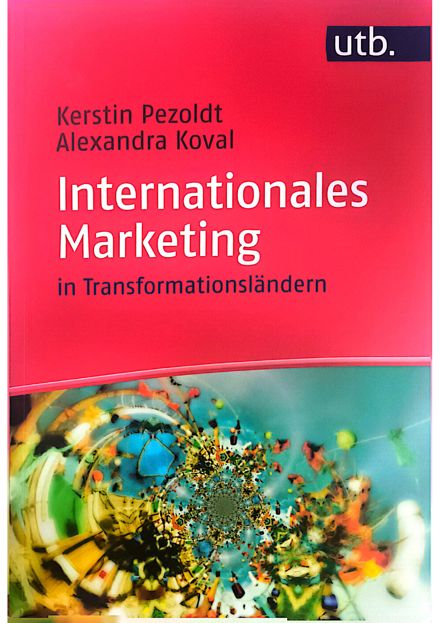 utb.
Kerstin Pezoldt
Alexandra Koval
Internationales
Marketing
in Transformationsländern